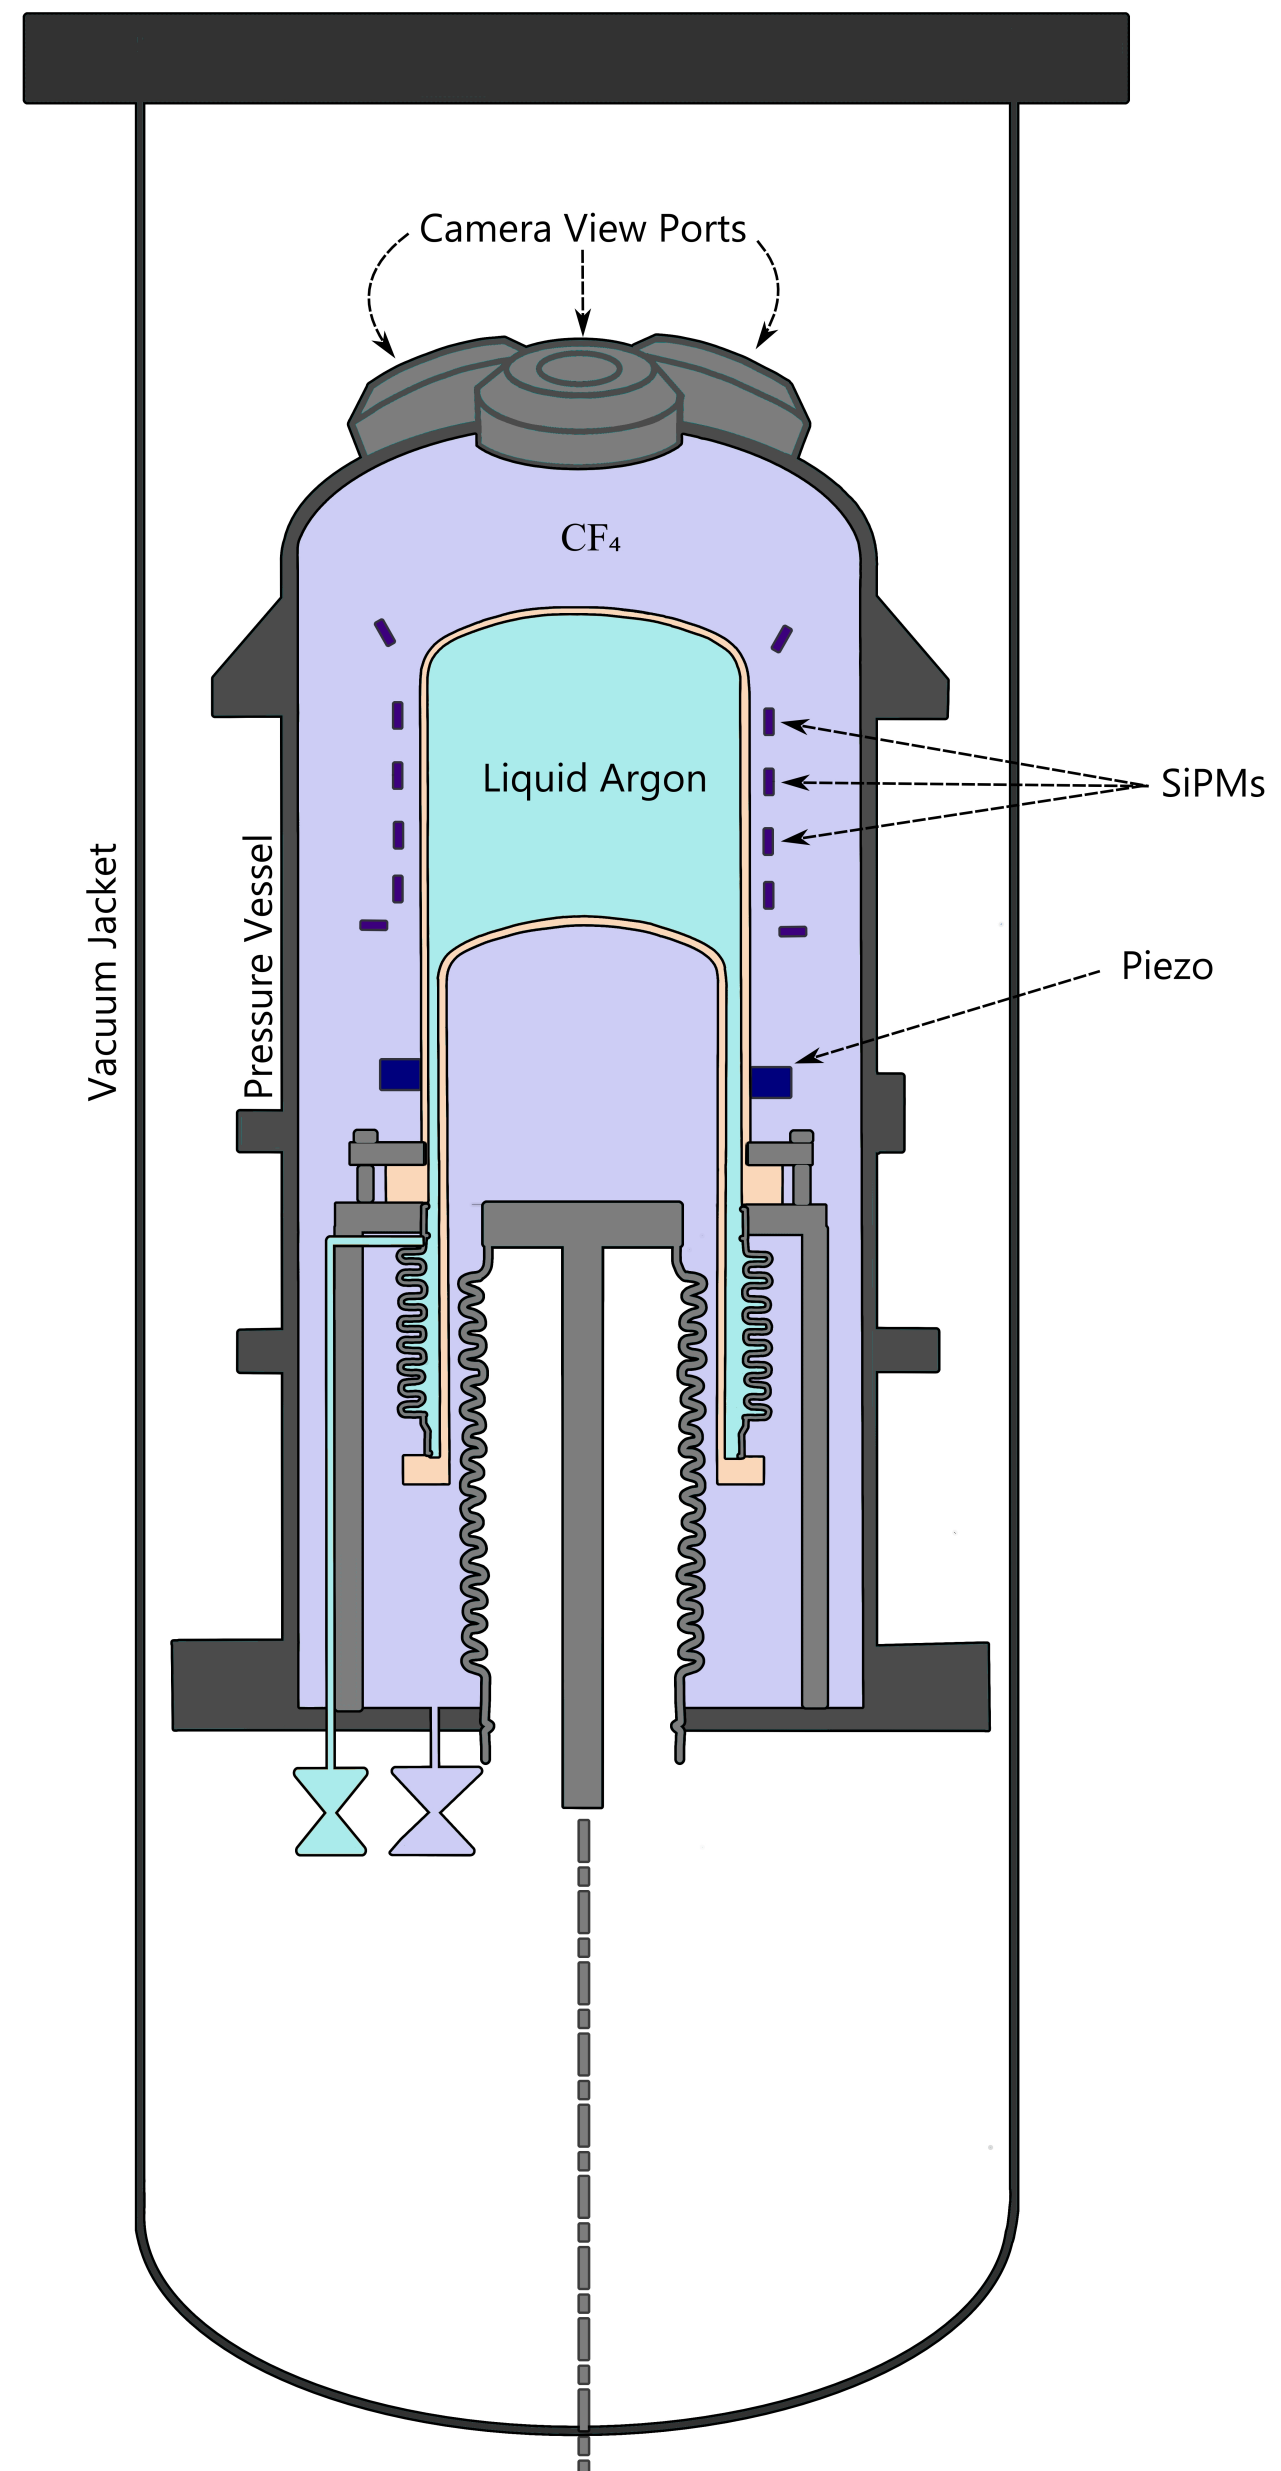 Camera View Ports
CF₄
Liquid Argon
SiPMs
Vacuum Jacket
Pressure Vessel
Piezo